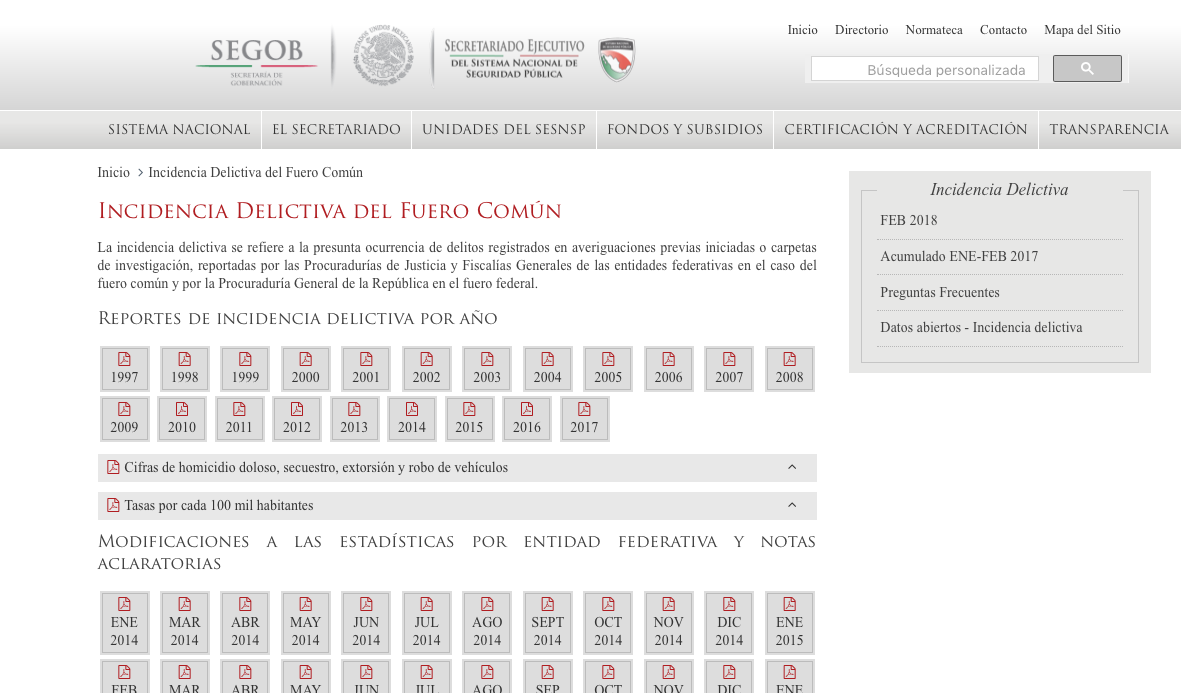 Inicio Directorio Normateca Contacto Mapa del Sitio
SEGOB
SECRETARÍA DE
GOBERNACIÓN
ESTADOS UNIDOS MEXICANOS
SECRETARIADO EJECUTIVO
DEL SISTEMA NACIONAL DE
SEGURIDAD PÚBLICA
Búsqueda personalizada
SISTEMA NACIONAL EL SECRETARIADO UNIDADES DEL SESNSP FONDOS Y SUBSIDIOS CERTIFICACIÓN Y ACREDITACIÓN TRANSPARENCIA
Inicio > Incidencia Delictiva del Fuero Común
Incidencia Delictiva del Fuero Común
La incidencia delictiva se refiere a la presunta ocurrencia de delitos registrados en averiguaciones previas iniciadas o carpetas
de investigación, reportadas por las Procuradurías de Justicia y Fiscalías Generales de las entidades federativas en el caso del
fuero común y por la Procuraduría General de la República en el fuero federal.
Reportes de incidencia delictiva por año
1997 1998 1999 2000 2001 2002 2003 2004 2005 2006 2007 2008
2009 2010 2011 2012 2013 2014 2015 2016 2017
Cifras de homicidio doloso, secuestro, extorsión y robo de vehículos
Tasas por cada 100 mil habitantes
Modificaciones a las estadísticas por entidad federativa y notas
aclaratorias
ENE MAR ABR MAY JUN JUL AGO SEPT OCT NOV DIC ENE
2014 2014 2014 2014 2014 2014 2014 2014 2014 2014 2014 2015
FEB MAR ABR MAY JUN JUL AGO SEP OCT NOV DIC ENE
Incidencia Delictiva
FEB 2018
Acumulado ENE-FEB 2017
Preguntas Frecuentes
Datos abiertos - Incidencia delictiva